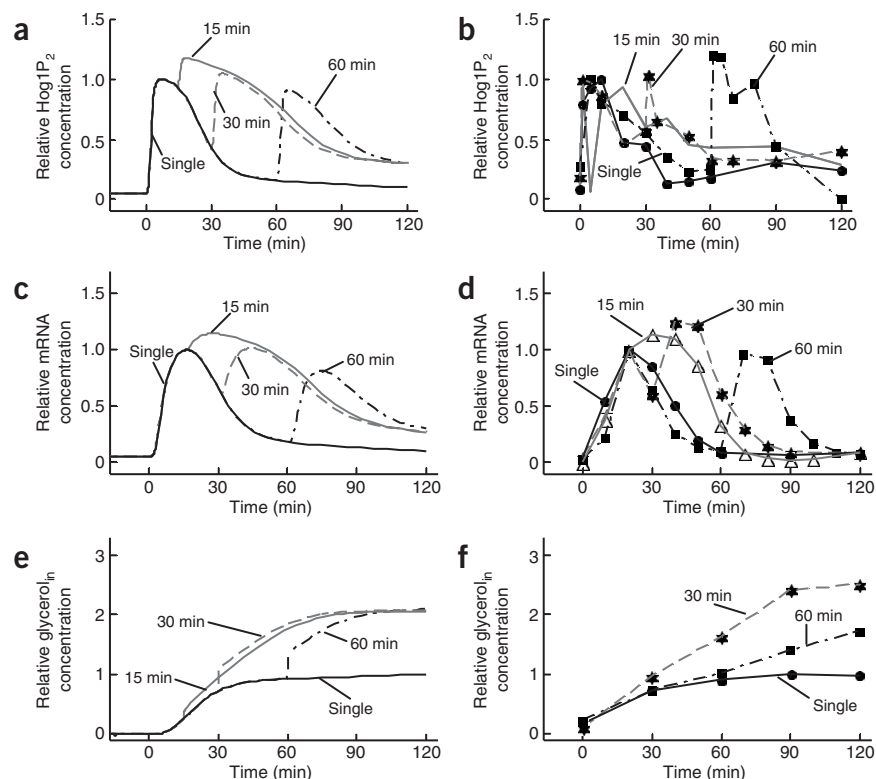 a
Relative Hog1P2
concentration
1.5
1.0
0.5
0
15 min
60 min
30 min
Single
0 30 60 90 120
Time (min)
b
Relative Hog1P2
concentration
1.5
1.0
0.5
0
15 min
30 min
60 min
Single
0 30 60 90 120
Time (min)
c
Relative mRNA
concentration
1.5
1.0
0.5
0
15 min
Single
60 min
30 min
0 30 60 90 120
Time (min)
d
Relative mRNA
concentration
1.5
1.0
0.5
0
15 min
30 min
60 min
Single
0 30 60 90 120
Time (min)
e
Relative glycerolin
concentration
3
2
1
0
30 min
60 min
15 min
Single
0 30 60 90 120
Time (min)
f
Relative glycerolin
concentration
3
2
1
0
30 min
60 min
Single
0 30 60 90 120
Time (min)